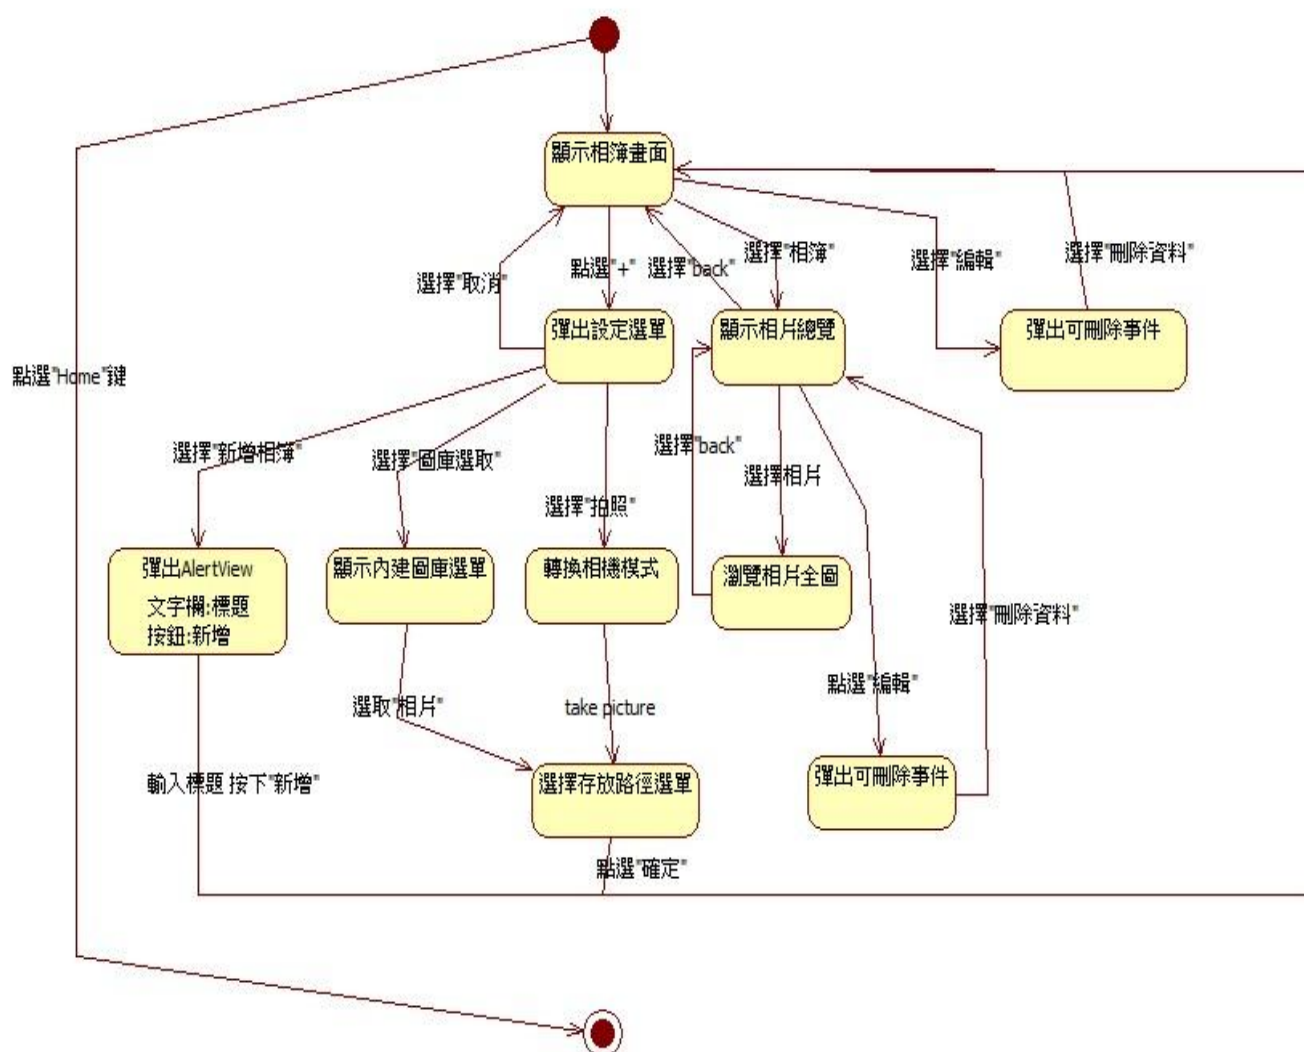 顯示相簿畫面
選擇"相簿"
選擇"編輯"
選擇"刪除資料"
點選"+"
選擇"back"
選擇"取消"
彈出設定選單
顯示相片總覽
彈出可刪除事件
點選"Home"鍵
選擇"新增相簿"
選擇"圖庫選取"
選擇"back"
選擇相片
選擇"拍照"
彈出AlertView
文字欄:標題
按鈕:新增
顯示內建圖庫選單
轉換相機模式
瀏覽相片全圖
選擇"刪除資料"
點選"編輯"
選取"相片"
take picture
輸入標題 按下"新增"
選擇存放路徑選單
彈出可刪除事件
點選"確定"